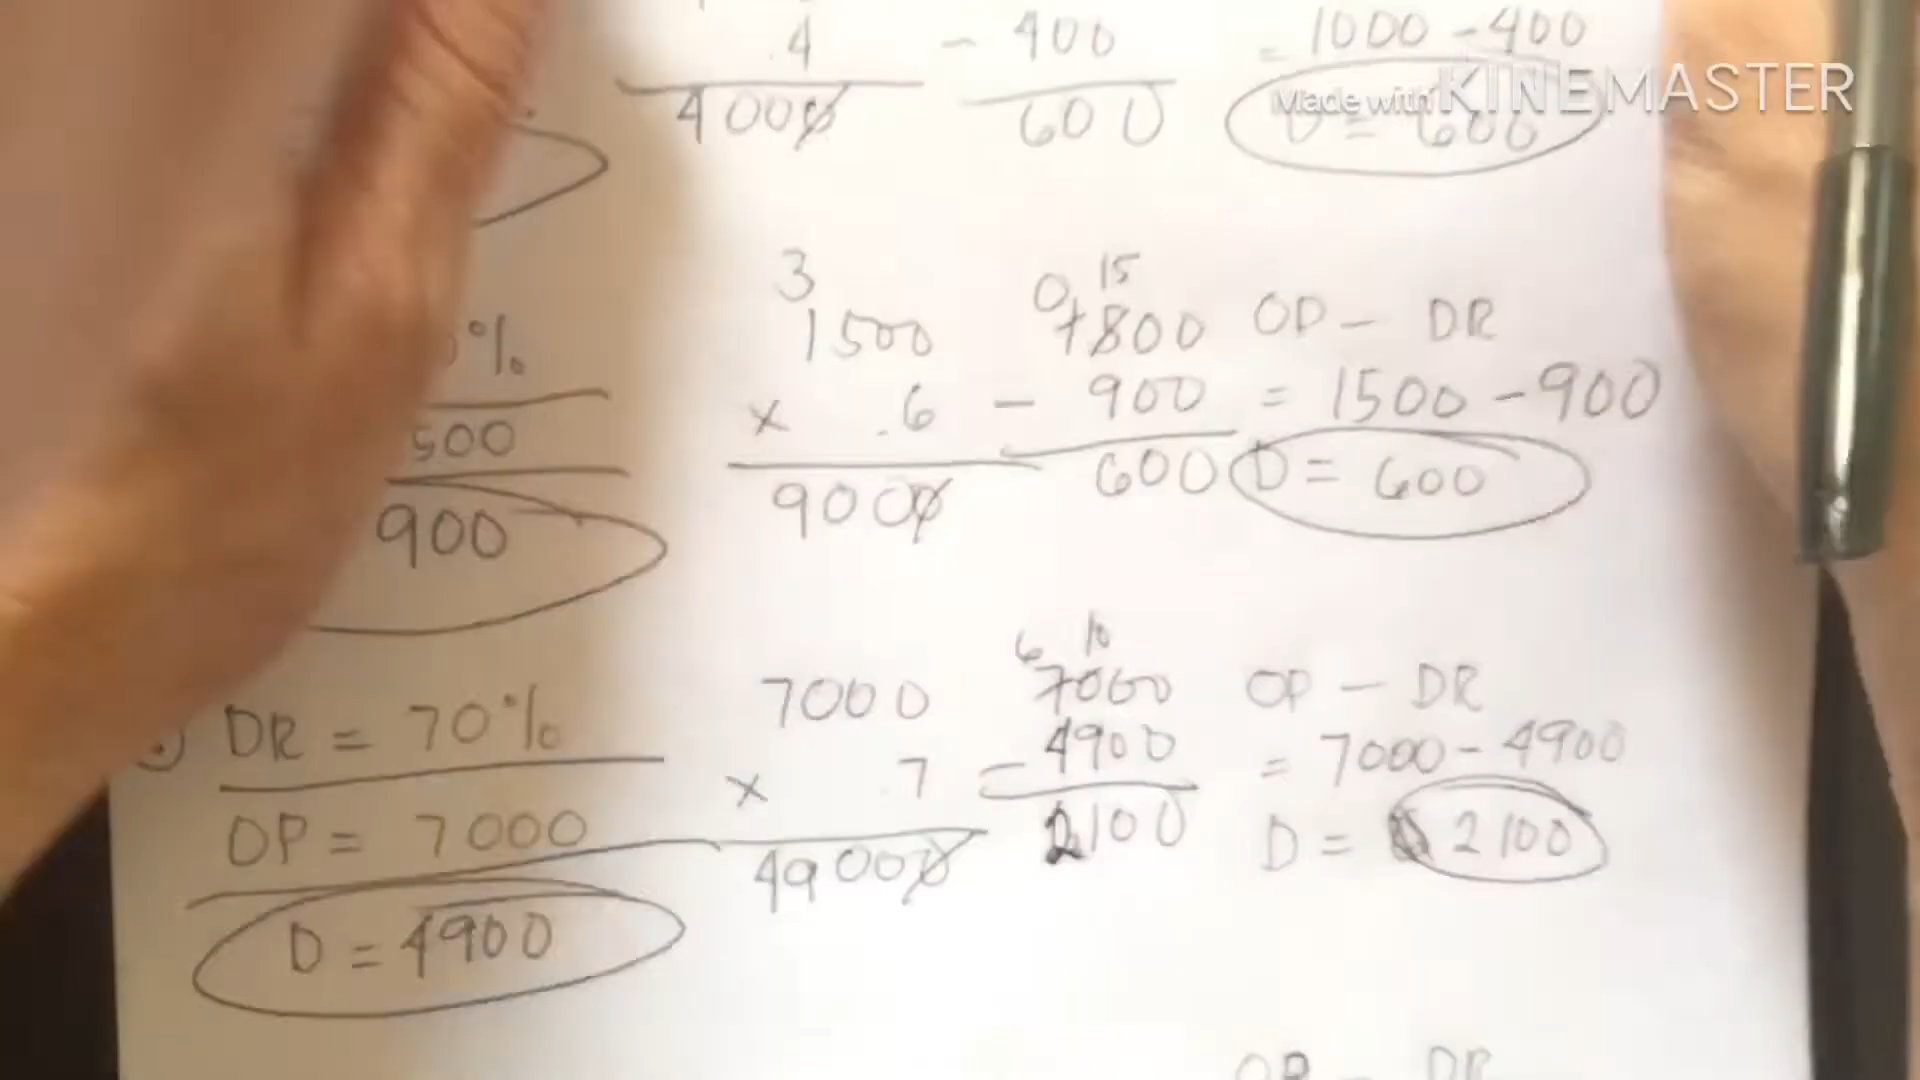 .4 - 400 = 1000 - 400
4000 600 D = 600
Made with KINEMASTER
3 0 15
% 1500 1800 OP - DR
x .6 - 900 = 1500 - 900
500 9000 600 D = 600
900
6 10
DR = 70% 7000 7000 OP - DR
x .7 - 4900 = 7000 - 4900
OP = 7000 49000 2100 D = 2100
D = 4900
OP - DR